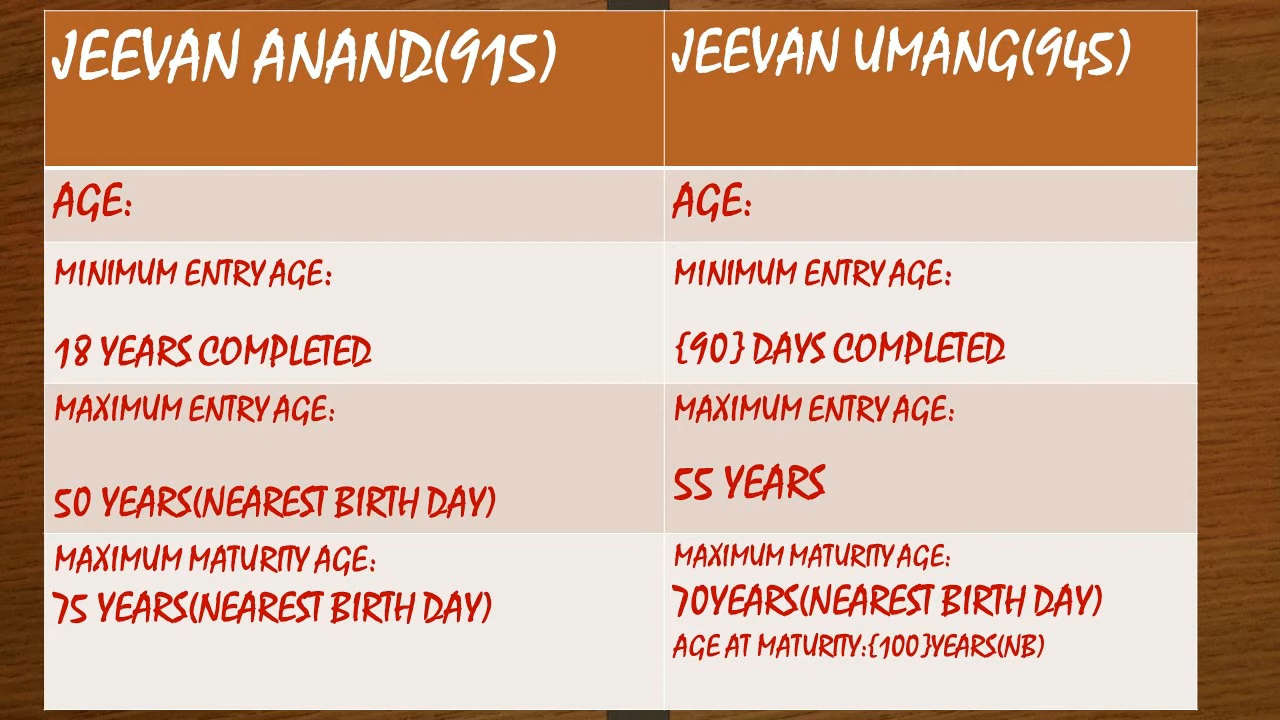 JEEVAN ANAND(915)
JEEVAN UMANG(945)
AGE:
AGE:
MINIMUM ENTRY AGE:
18 YEARS COMPLETED
MINIMUM ENTRY AGE:
{90} DAYS COMPLETED
MAXIMUM ENTRY AGE:
50 YEARS(NEAREST BIRTH DAY)
MAXIMUM ENTRY AGE:
55 YEARS
MAXIMUM MATURITY AGE:
75 YEARS(NEAREST BIRTH DAY)
MAXIMUM MATURITY AGE:
70YEARS(NEAREST BIRTH DAY)
AGE AT MATURITY:{100}YEARS(NB)